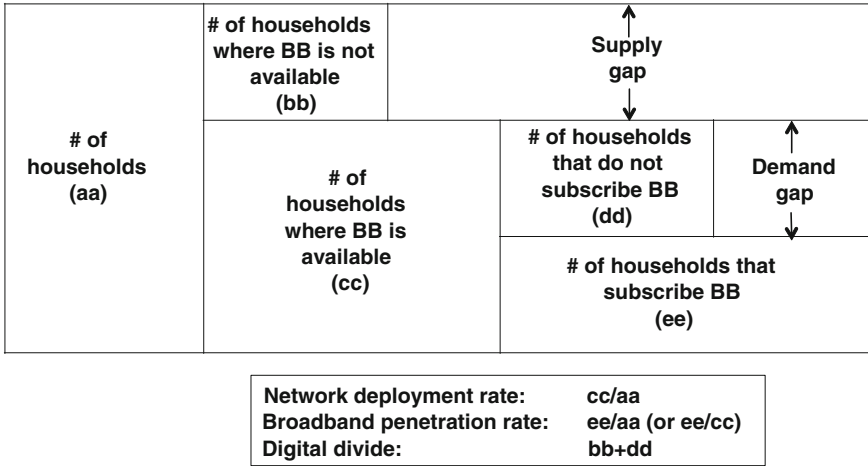 # of
households
(aa)
# of households
where BB is not
available
(bb)
Supply
gap
# of
households
where BB is
available
(cc)
# of households
that do not
subscribe BB
(dd)
Demand
gap
# of households that
subscribe BB
(ee)
Network deployment rate: cc/aa
Broadband penetration rate: ee/aa (or ee/cc)
Digital divide: bb+dd